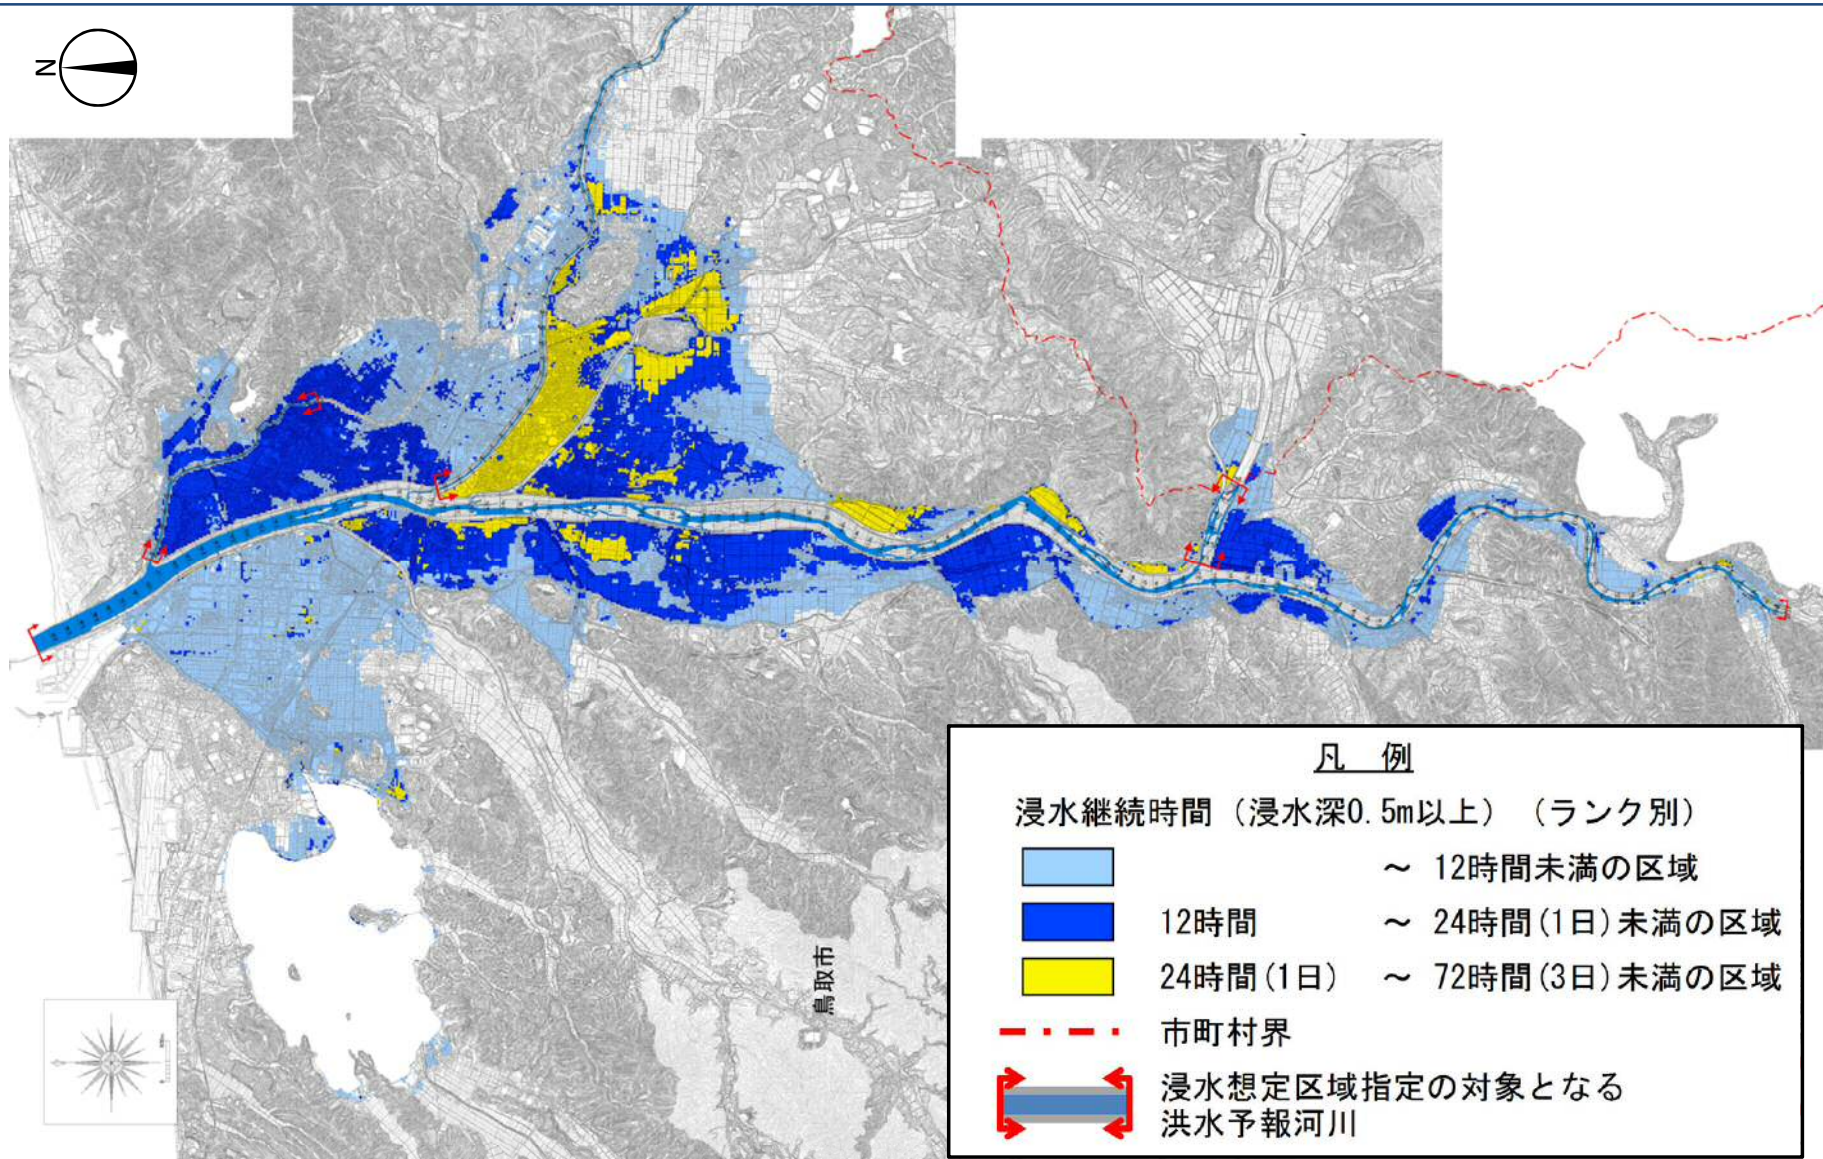 N
鳥取市
凡 例
浸水継続時間（浸水深0.5m以上）（ランク別）
～ 12時間未満の区域
12時間 ～ 24時間(1日)未満の区域
24時間(1日) ～ 72時間(3日)未満の区域
市町村界
浸水想定区域指定の対象となる
洪水予報河川